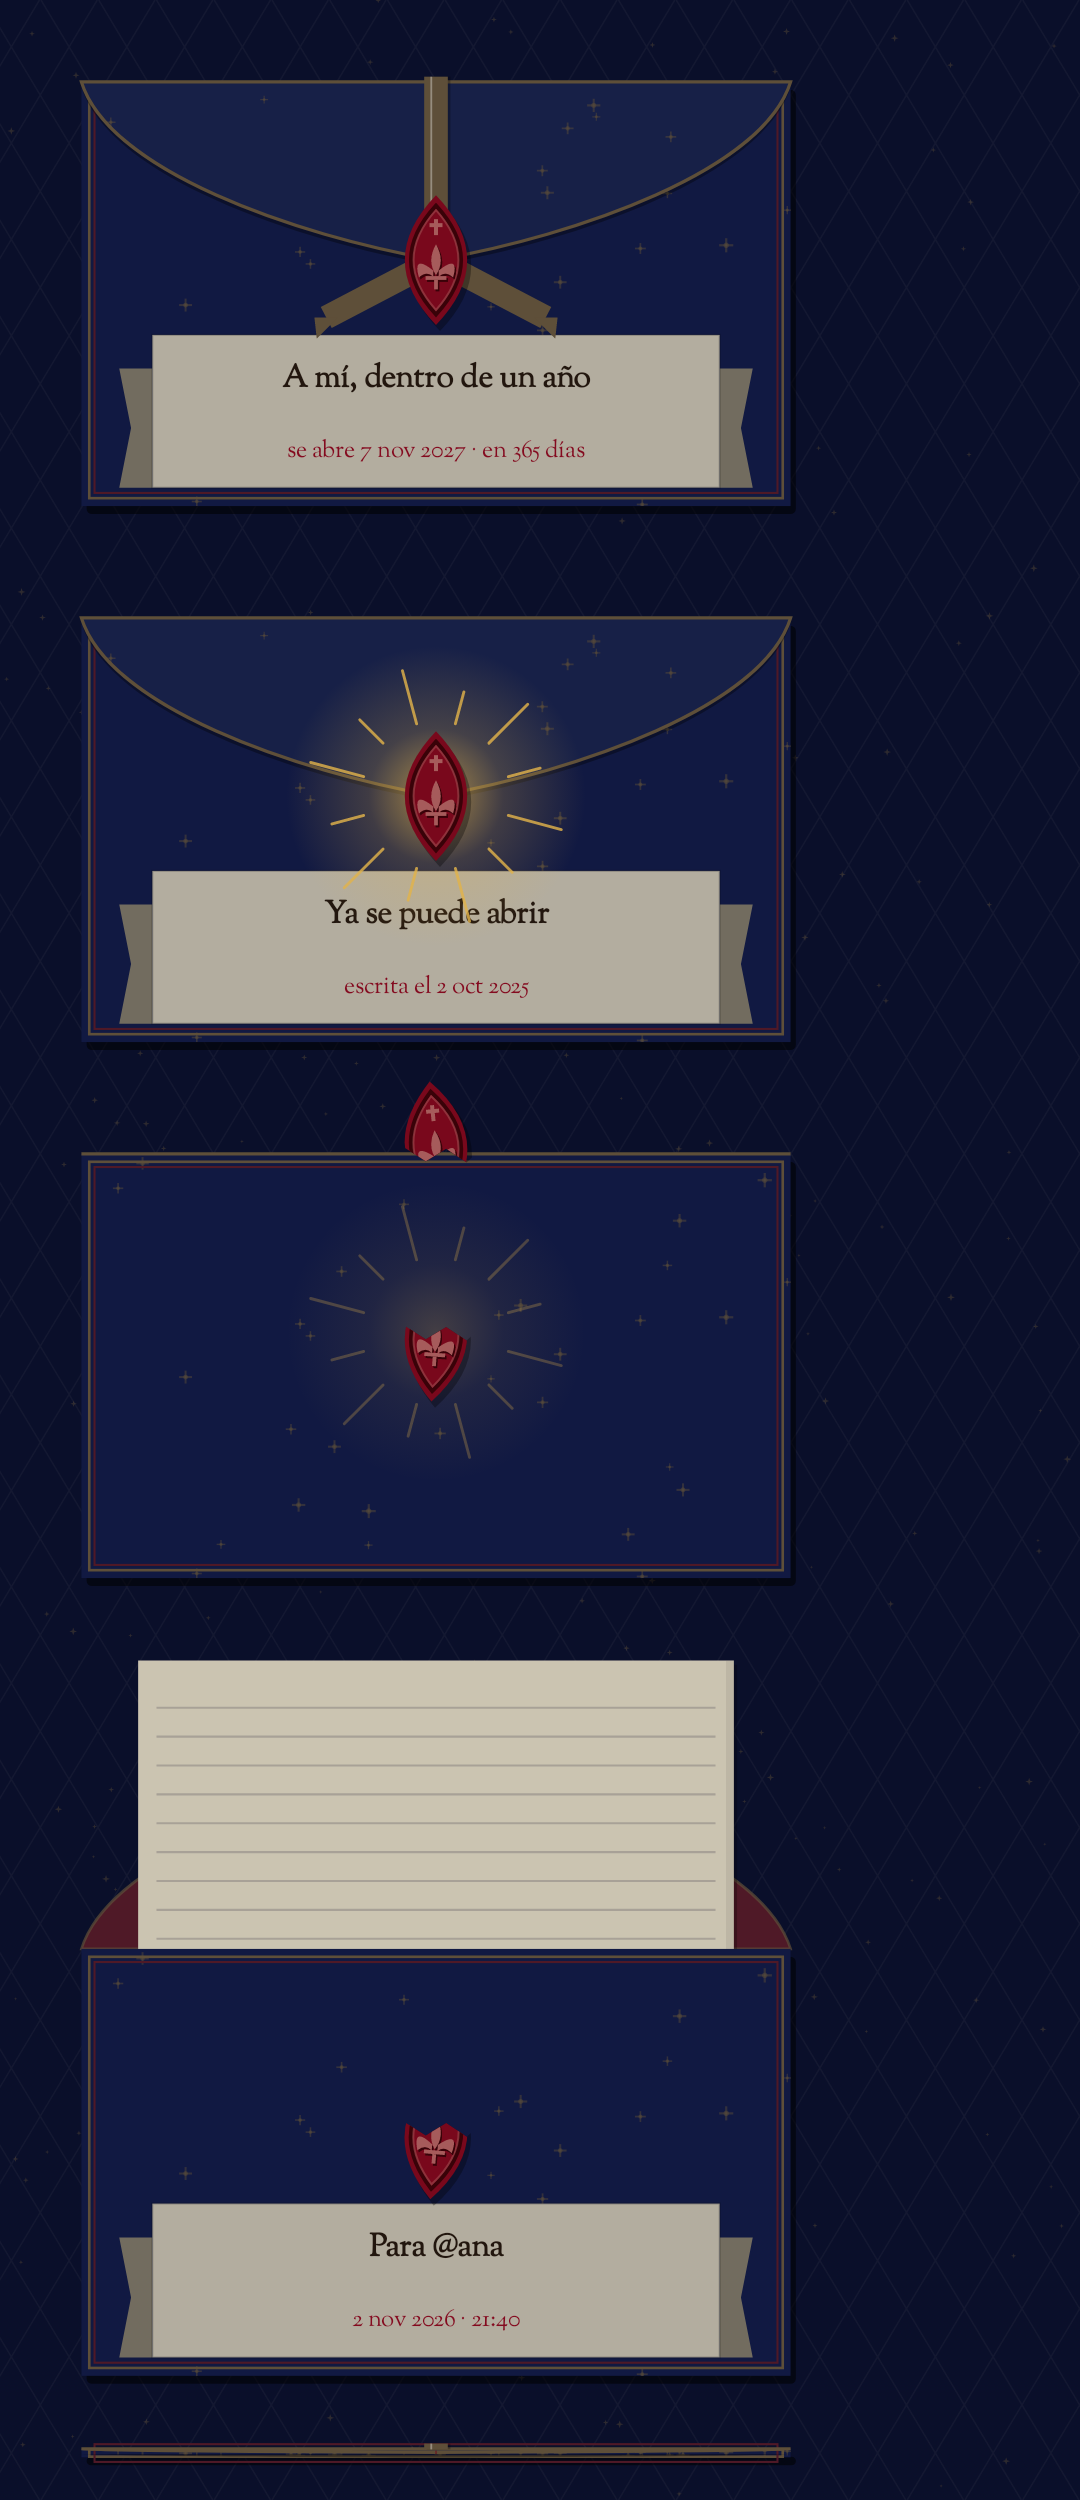 A mí, dentro de un año
se abre 7 nov 2027 · en 365 días
Ya se puede abrir
escrita el 2 oct 2025
Para @ana
2 nov 2026 · 21:40